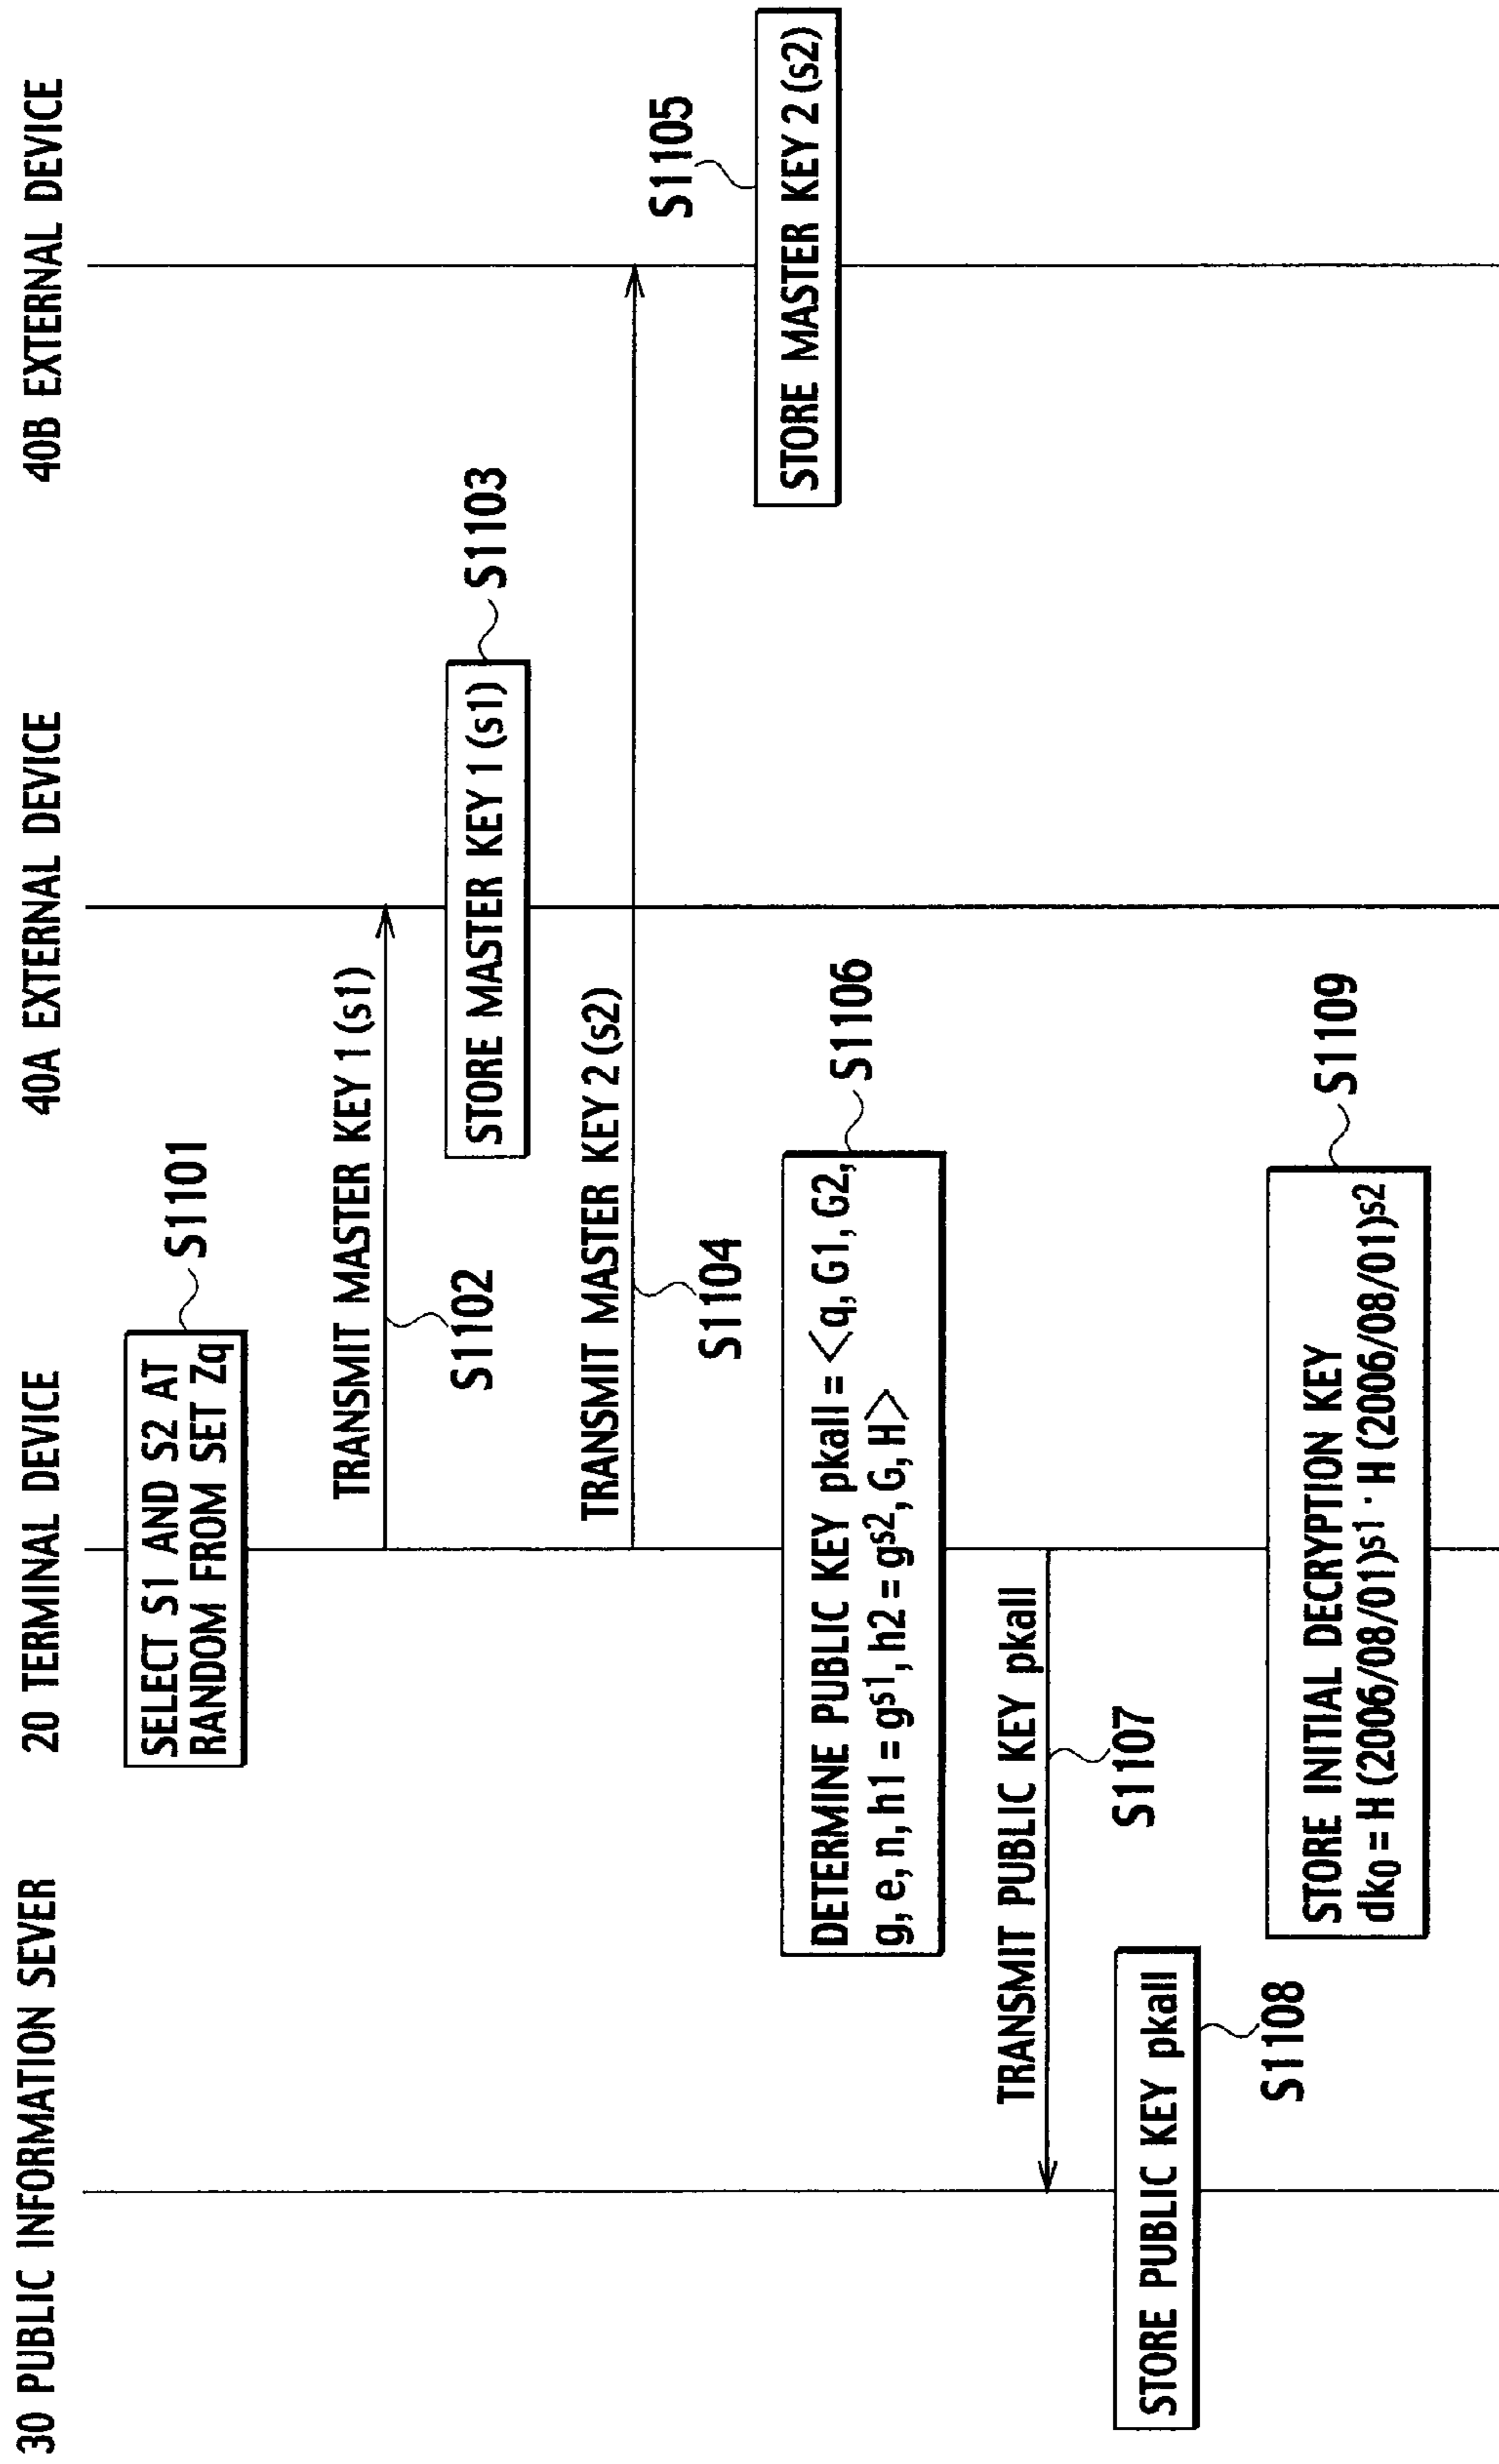 30 PUBLIC INFORMATION SEVER
20 TERMINAL DEVICE
40A EXTERNAL DEVICE
40B EXTERNAL DEVICE
SELECT S1 AND S2 AT
RANDOM FROM SET Zq
S1101
TRANSMIT MASTER KEY 1 (s1)
S1102
STORE MASTER KEY 1 (s1)
S1103
TRANSMIT MASTER KEY 2 (s2)
S1104
STORE MASTER KEY 2 (s2)
S1105
DETERMINE PUBLIC KEY pkall = <q, G1, G2,
g, e, n, h1 = g^s1, h2 = g^s2, G, H>
S1106
TRANSMIT PUBLIC KEY pkall
S1107
STORE PUBLIC KEY pkall
S1108
STORE INITIAL DECRYPTION KEY
dk0 = H (2006/08/01)^s1 · H (2006/08/01)^s2
S1109